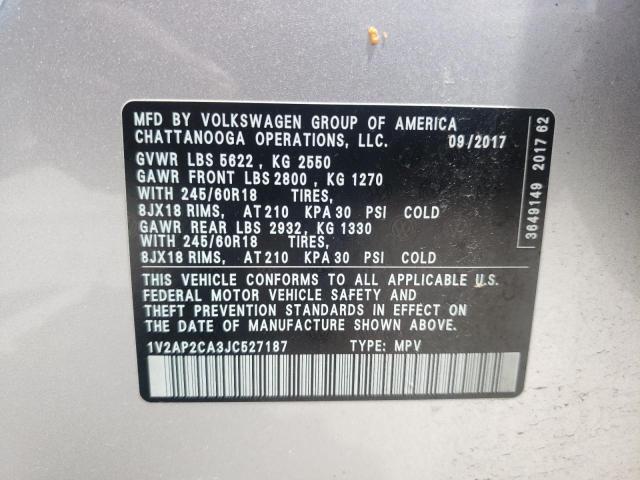 MFD BY VOLKSWAGEN GROUP OF AMERICA
CHATTANOOGA OPERATIONS, LLC. 09/2017
GVWR LBS 5622 , KG 2550
GAWR FRONT LBS 2800 , KG 1270
WITH 245/60R18 TIRES,
8JX18 RIMS, AT 210 KPA 30 PSI COLD
GAWR REAR LBS 2932, KG 1330
WITH 245/60R18 TIRES,
8JX18 RIMS, AT 210 KPA 30 PSI COLD
THIS VEHICLE CONFORMS TO ALL APPLICABLE U.S.
FEDERAL MOTOR VEHICLE SAFETY AND
THEFT PREVENTION STANDARDS IN EFFECT ON THE
DATE OF MANUFACTURE SHOWN ABOVE.
1V2AP2CA3JC527187 TYPE: MPV
3649149 2017 62